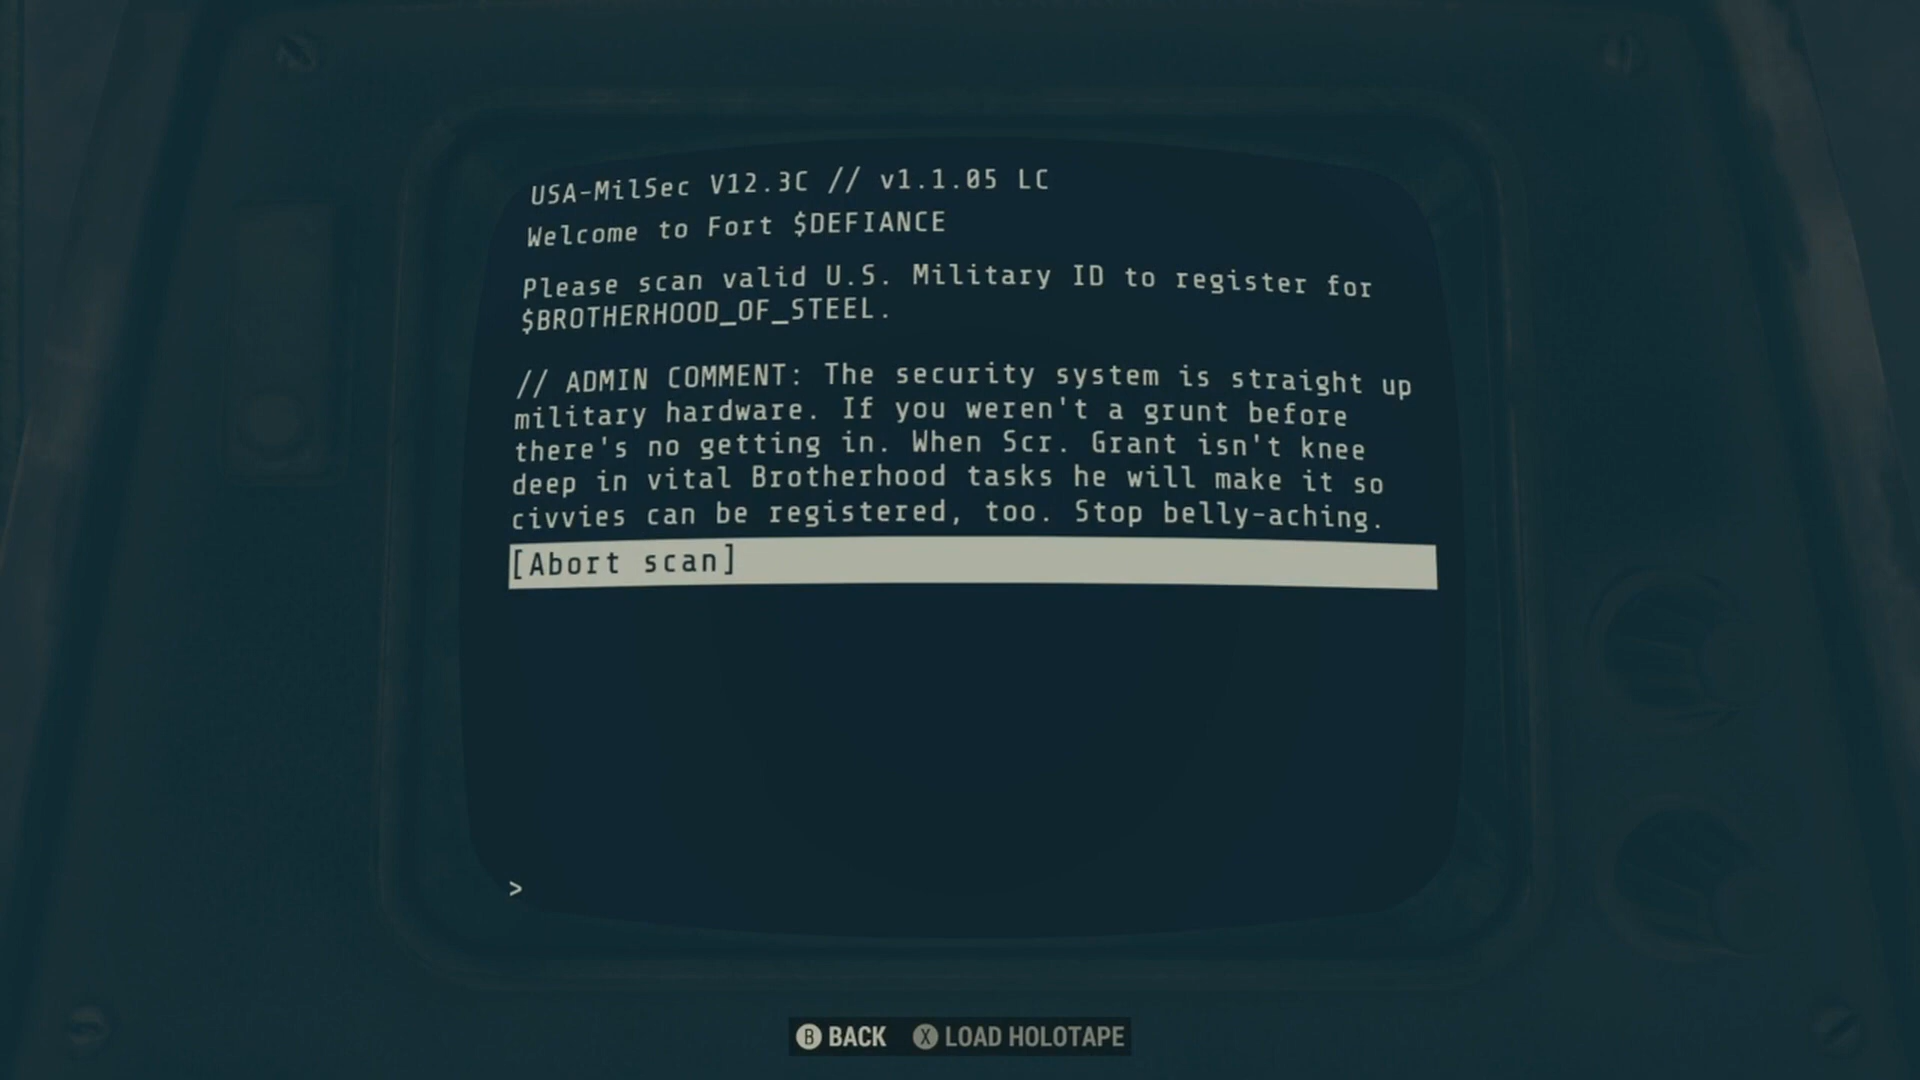 USA-MilSec V12.3C // v1.1.05 LC
Welcome to Fort $DEFIANCE
Please scan valid U.S. Military ID to register for
$BROTHERHOOD_OF_STEEL.
// ADMIN COMMENT: The security system is straight up
military hardware. If you weren't a grunt before
there's no getting in. When Scr. Grant isn't knee
deep in vital Brotherhood tasks he will make it so
civvies can be registered, too. Stop belly-aching.
[Abort scan]
>
B BACK X LOAD HOLOTAPE